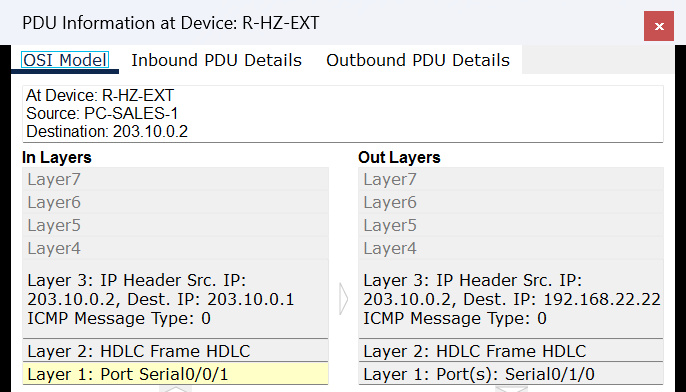 PDU Information at Device: R-HZ-EXT
x
OSI Model Inbound PDU Details Outbound PDU Details
At Device: R-HZ-EXT
Source: PC-SALES-1
Destination: 203.10.0.2
In Layers
Layer7
Layer6
Layer5
Layer4
Layer 3: IP Header Src. IP:
203.10.0.2, Dest. IP: 203.10.0.1
ICMP Message Type: 0
Layer 2: HDLC Frame HDLC
Layer 1: Port Serial0/0/1
Out Layers
Layer7
Layer6
Layer5
Layer4
Layer 3: IP Header Src. IP:
203.10.0.2, Dest. IP: 192.168.22.22
ICMP Message Type: 0
Layer 2: HDLC Frame HDLC
Layer 1: Port(s): Serial0/1/0